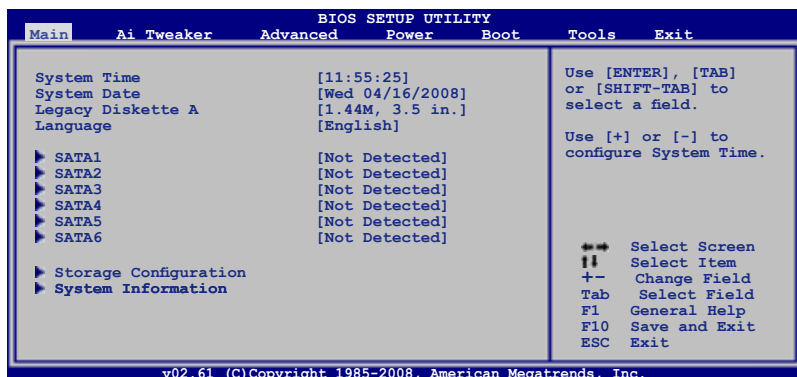 BIOS SETUP UTILITY
Main Ai Tweaker Advanced Power Boot Tools Exit
System Time [11:55:25]
System Date [Wed 04/16/2008]
Legacy Diskette A [1.44M, 3.5 in.]
Language [English]
SATA1 [Not Detected]
SATA2 [Not Detected]
SATA3 [Not Detected]
SATA4 [Not Detected]
SATA5 [Not Detected]
SATA6 [Not Detected]
Storage Configuration
System Information
Use [ENTER], [TAB]
or [SHIFT-TAB] to
select a field.
Use [+] or [-] to
configure System Time.
←→ Select Screen
↑↓ Select Item
+- Change Field
Tab Select Field
F1 General Help
F10 Save and Exit
ESC Exit
v02.61 (C)Copyright 1985-2008, American Megatrends, Inc.